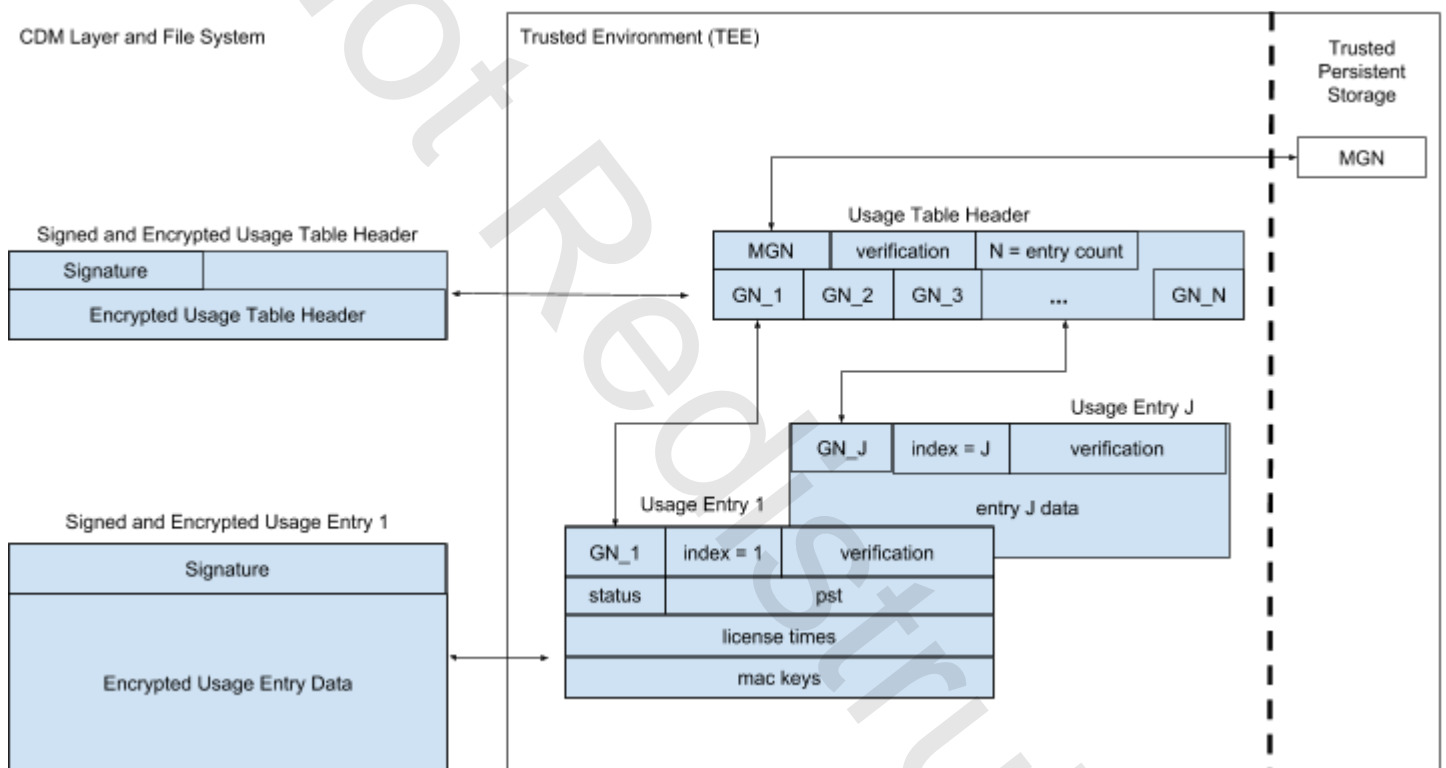 CDM Layer and File System
Trusted Environment (TEE)
Trusted
Persistent
Storage
MGN
Usage Table Header
MGN verification N = entry count
GN_1 GN_2 GN_3 ... GN_N
Signed and Encrypted Usage Table Header
Signature
Encrypted Usage Table Header
Usage Entry J
GN_J index = J verification
entry J data
Usage Entry 1
GN_1 index = 1 verification
status pst
license times
mac keys
Signed and Encrypted Usage Entry 1
Signature
Encrypted Usage Entry Data
ot Redistru